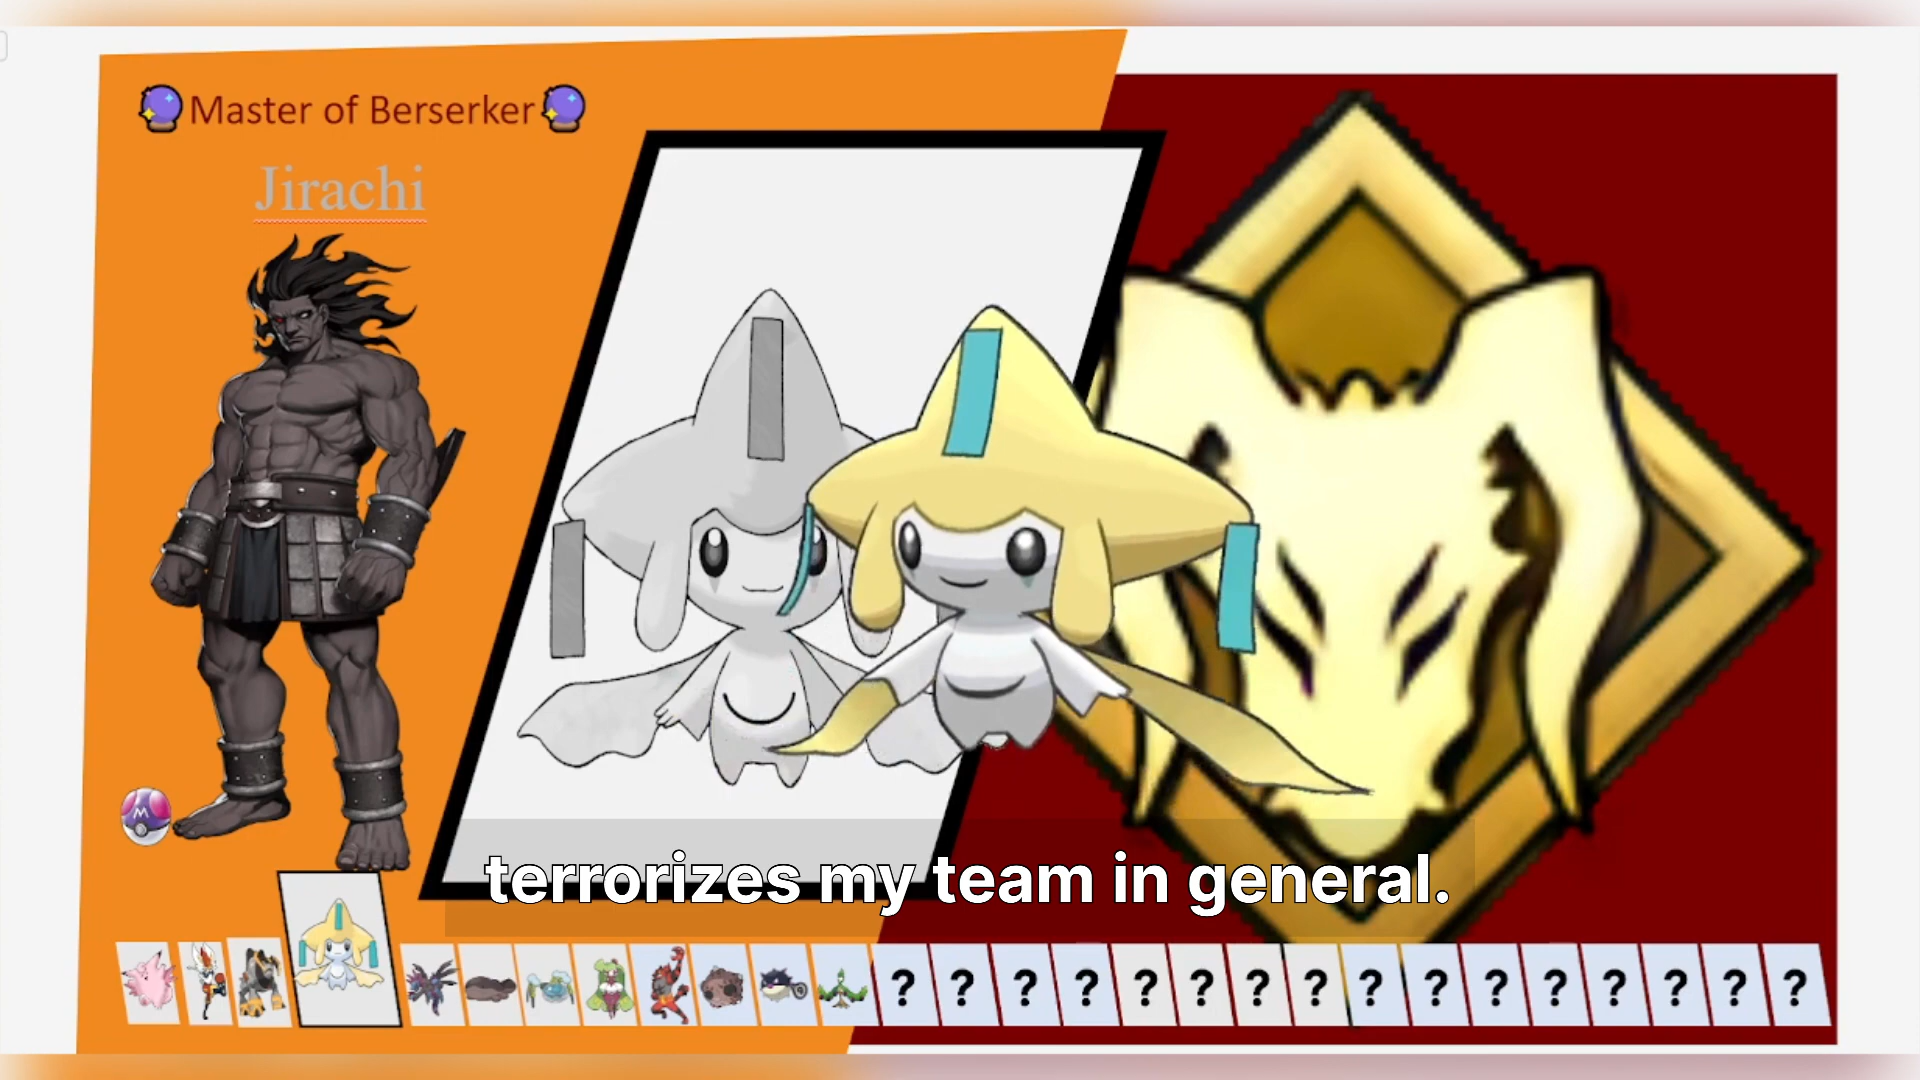 Master of Berserker
Jirachi
M
terrorizes my team in general.
? ? ? ? ? ? ? ? ? ? ? ? ? ? ? ?